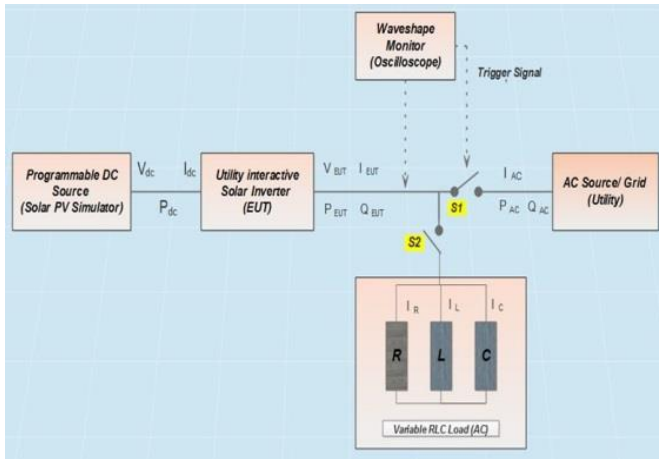 Waveshape
Monitor
(Oscilloscope)
Trigger Signal
Programmable DC
Source
(Solar PV Simulator)
Vdc Idc
Pdc
Utility interactive
Solar Inverter
(EUT)
V EUT I EUT
P EUT Q EUT
S1
I AC
P AC Q AC
AC Source/ Grid
(Utility)
S2
I R I L I C
R L C
Variable RLC Load (AC)